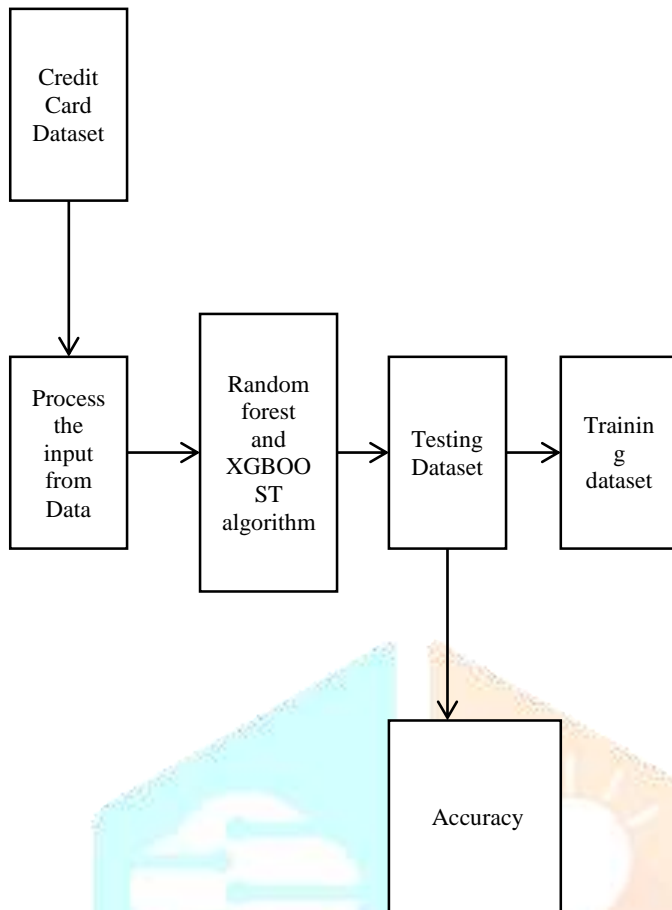 Credit
Card
Dataset
Process
the
input
from
Data
Random
forest
and
XGBOO
ST
algorithm
Testing
Dataset
Trainin
g
dataset
Accuracy